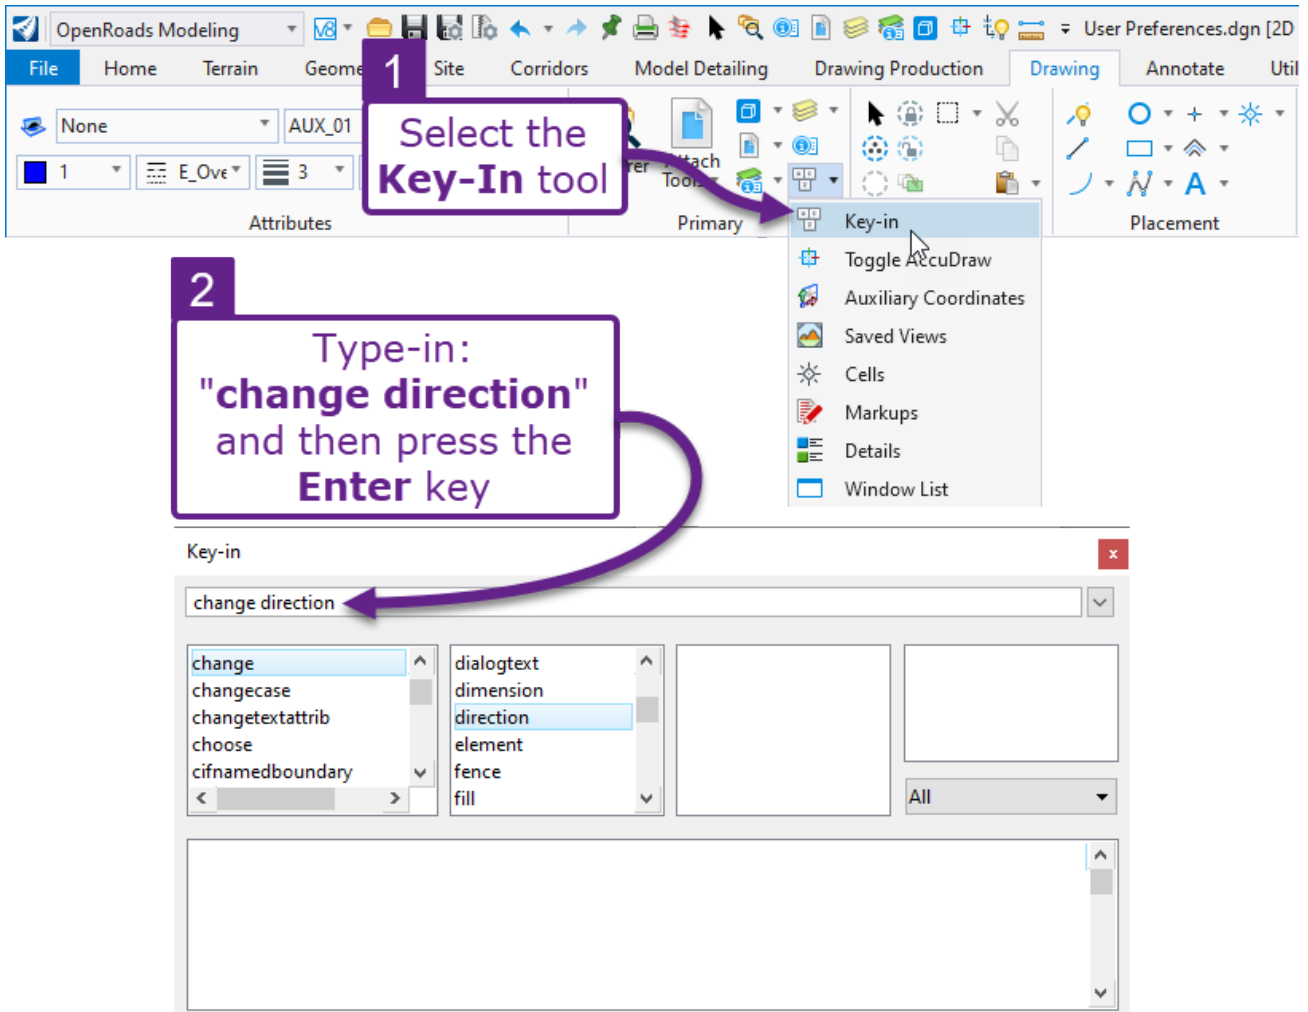 OpenRoads Modeling
User Preferences.dgn [2D
File Home Terrain Geome Site Corridors Model Detailing Drawing Production Drawing Annotate Util
1
Select the
Key-In tool
None
AUX_01
1
E_Ove
3
rer
Attach
Tools
Attributes
Primary
Placement
Key-in
Toggle AccuDraw
Auxiliary Coordinates
Saved Views
Cells
Markups
Details
Window List
2
Type-in:
"change direction"
and then press the
Enter key
Key-in
x
change direction
change
changecase
changetextattrib
choose
cifnamedboundary
dialogtext
dimension
direction
element
fence
fill
All